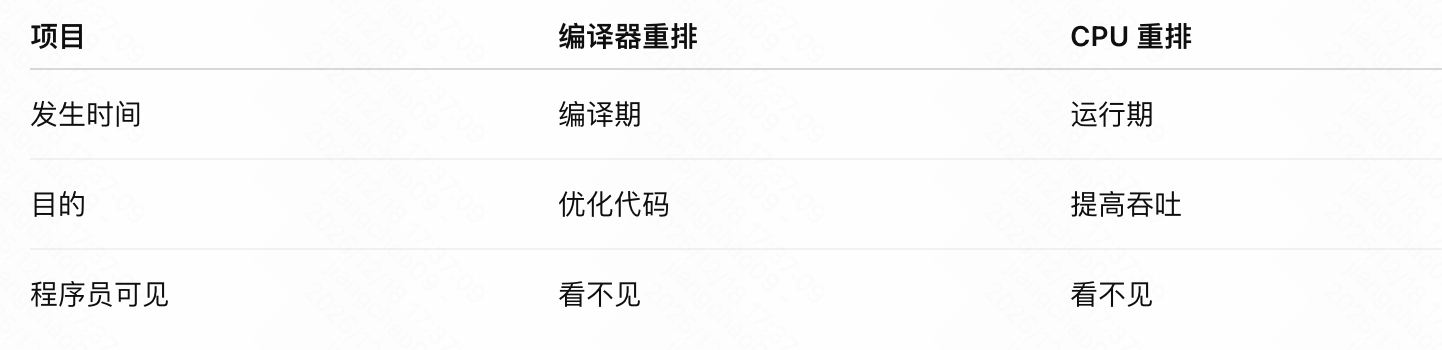 项目 编译器重排 CPU 重排
发生时间 编译期 运行期
目的 优化代码 提高吞吐
程序员可见 看不见 看不见